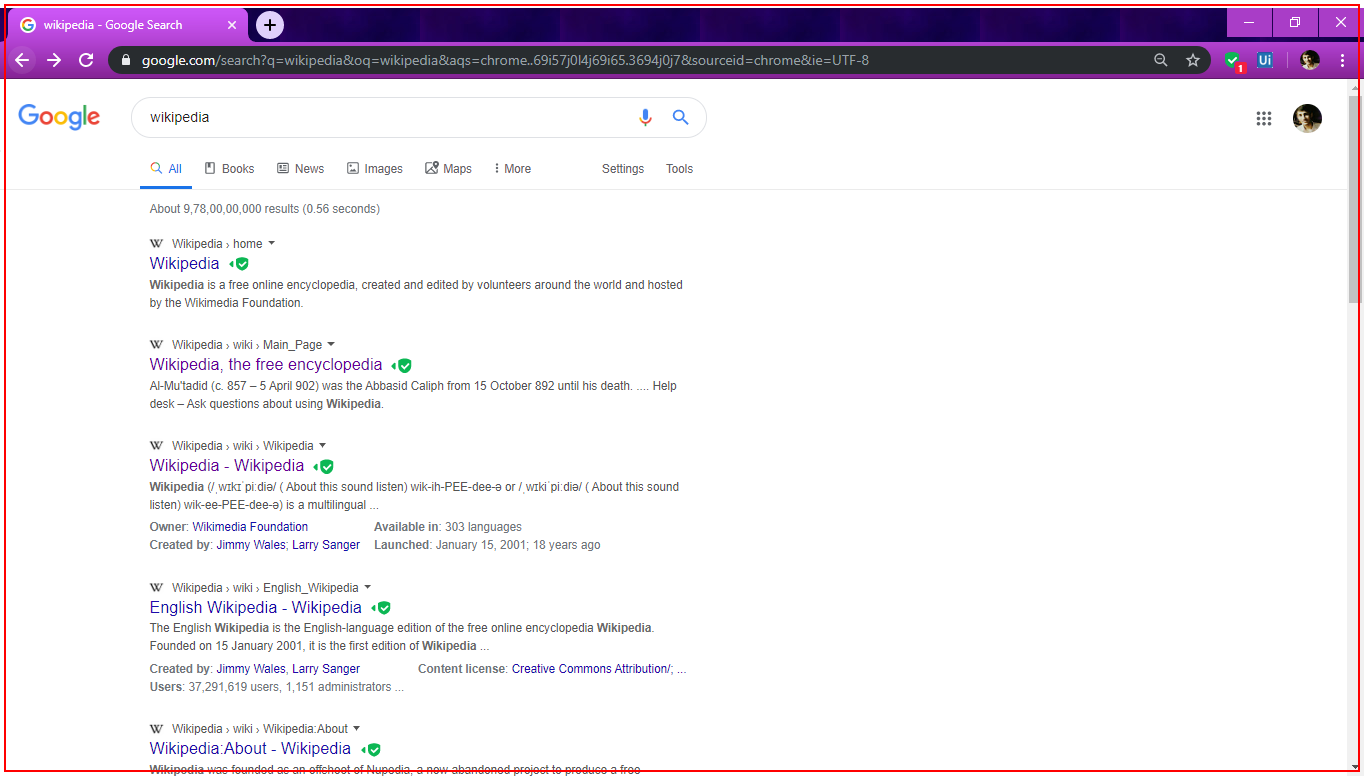 wikipedia - Google Search
google.com/search?q=wikipedia&oq=wikipedia&aqs=chrome..69i57j0l4j69i65.3694j0j7&sourceid=chrome&ie=UTF-8
1
Ui
Google
wikipedia
All Books News Images Maps More Settings Tools
About 9,78,00,00,000 results (0.56 seconds)
W Wikipedia › home
Wikipedia
Wikipedia is a free online encyclopedia, created and edited by volunteers around the world and hosted
by the Wikimedia Foundation.
W Wikipedia › wiki › Main_Page
Wikipedia, the free encyclopedia
Al-Mu'tadid (c. 857 – 5 April 902) was the Abbasid Caliph from 15 October 892 until his death. .... Help
desk – Ask questions about using Wikipedia.
W Wikipedia › wiki › Wikipedia
Wikipedia - Wikipedia
Wikipedia (/ˌwɪkɪˈpiːdiə/ ( About this sound listen) wik-ih-PEE-dee-ə or /ˌwɪkiˈpiːdiə/ ( About this sound
listen) wik-ee-PEE-dee-ə) is a multilingual ...
Owner: Wikimedia Foundation Available in: 303 languages
Created by: Jimmy Wales; Larry Sanger Launched: January 15, 2001; 18 years ago
W Wikipedia › wiki › English_Wikipedia
English Wikipedia - Wikipedia
The English Wikipedia is the English-language edition of the free online encyclopedia Wikipedia.
Founded on 15 January 2001, it is the first edition of Wikipedia ...
Created by: Jimmy Wales, Larry Sanger Content license: Creative Commons Attribution/; ...
Users: 37,291,619 users, 1,151 administrators ...
W Wikipedia › wiki › Wikipedia:About
Wikipedia:About - Wikipedia
Wikipedia was founded as an offshoot of Nupedia, a now-abandoned project to produce a free